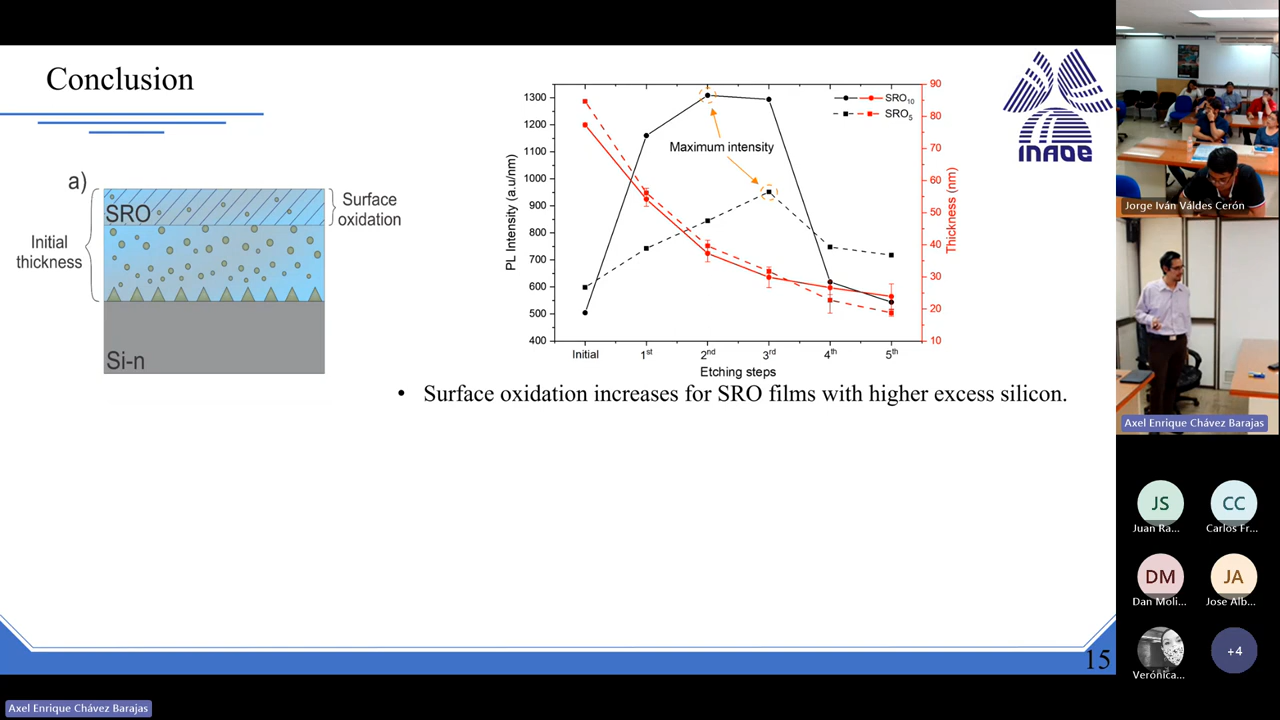 Conclusion
a)
SRO
Surface
oxidation
Initial
thickness
Si-n
1300
1200
1100
1000
900
800
700
600
500
400
PL Intensity (a.u/nm)
Maximum intensity
SRO10
SRO5
90
80
70
60
50
40
30
20
10
Thickness (nm)
Initial
1st
2nd
3rd
4th
5th
Etching steps
INAOE
• Surface oxidation increases for SRO films with higher excess silicon.
15
Jorge Iván Váldes Cerón
Axel Enrique Chávez Barajas
JS
Juan Ra...
CC
Carlos Fr...
DM
Dan Moli...
JA
Jose Alb...
Verónica...
+4
Axel Enrique Chávez Barajas